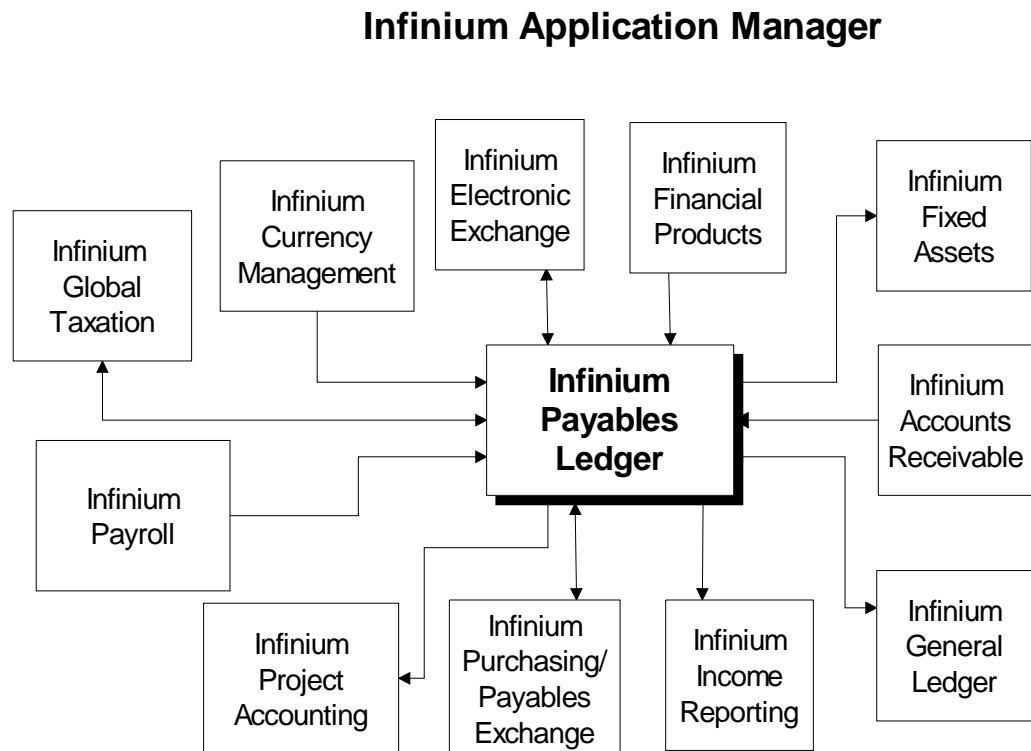 Infinium Application Manager
Infinium
Electronic
Exchange
Infinium
Financial
Products
Infinium
Fixed
Assets
Infinium
Currency
Management
Infinium
Global
Taxation
Infinium
Payables
Ledger
Infinium
Accounts
Receivable
Infinium
Payroll
Infinium
Project
Accounting
Infinium
Purchasing/
Payables
Exchange
Infinium
Income
Reporting
Infinium
General
Ledger